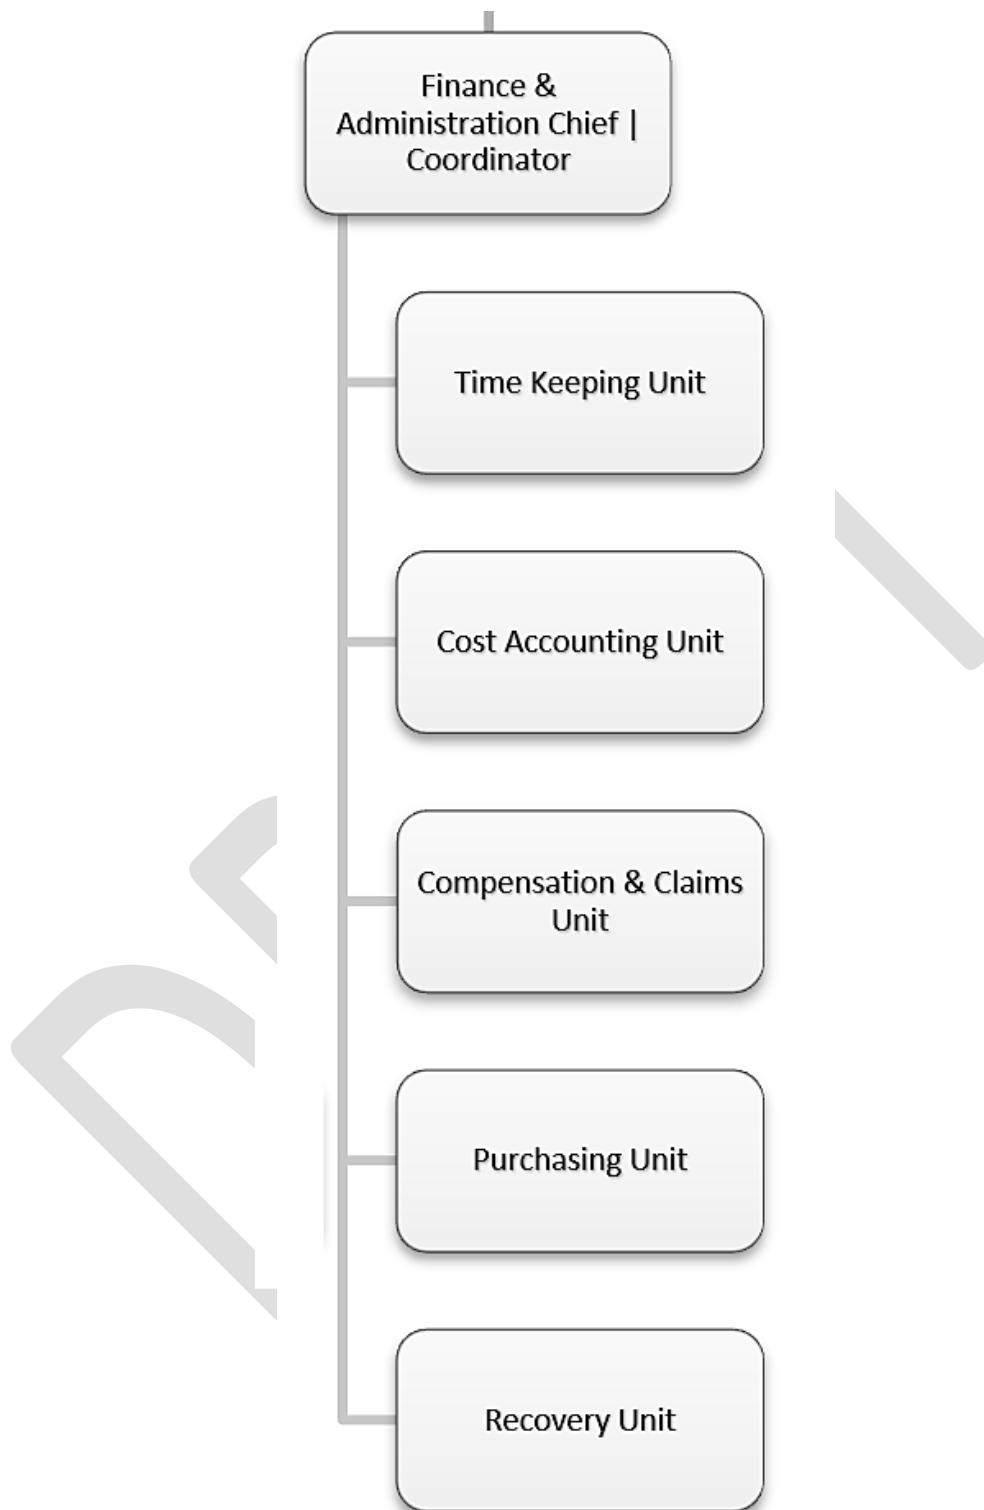 Finance &
Administration Chief |
Coordinator
Time Keeping Unit
Cost Accounting Unit
Compensation & Claims
Unit
Purchasing Unit
Recovery Unit